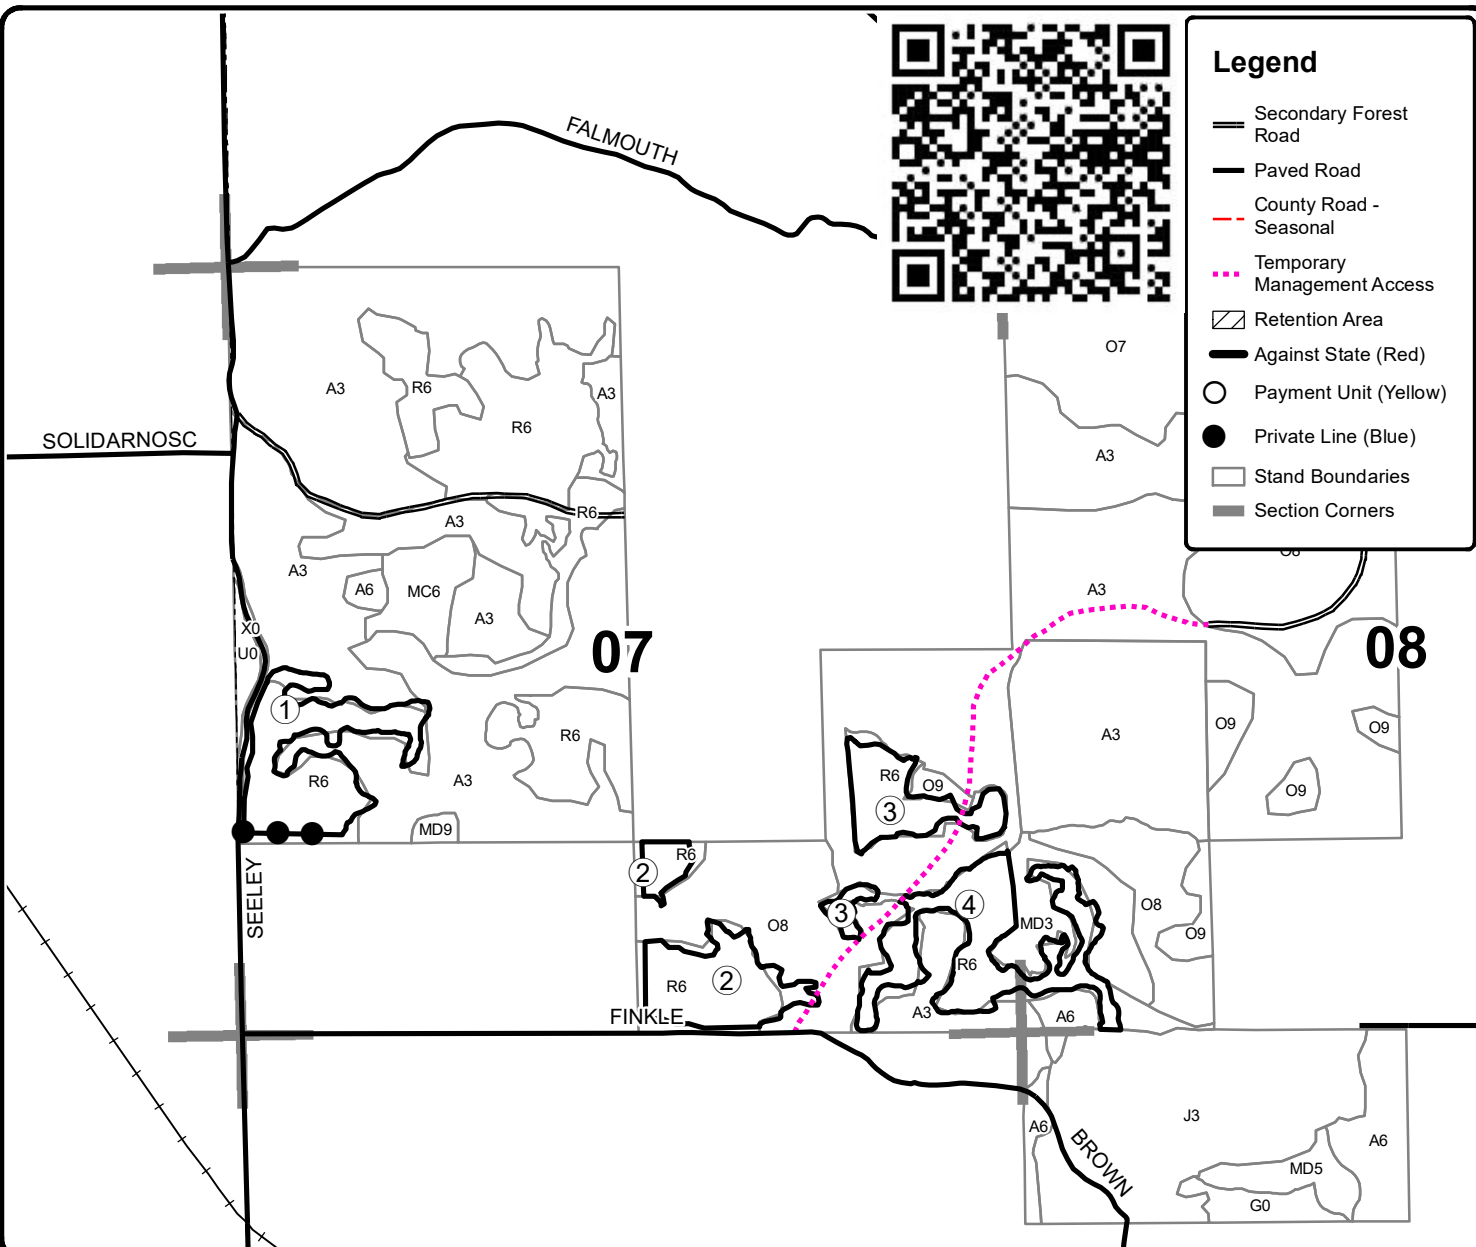 Legend
Secondary Forest
Road
Paved Road
County Road -
Seasonal
Temporary
Management Access
Retention Area
Against State (Red)
Payment Unit (Yellow)
Private Line (Blue)
Stand Boundaries
Section Corners
FALMOUTH
O7
A3
R6
A3
R6
SOLIDARNOSC
A3
R6
A3
O8
A3
A6
MC6
A3
A3
X0
U0
07
08
1
R6
A3
O9
O9
R6
A3
R6
O9
O9
3
MD9
SEELEY
2
R6
3
4
O8
MD3
O8
O9
R6
R6
2
A3
A6
FINKLE
J3
A6
A6
BROWN
MD5
G0